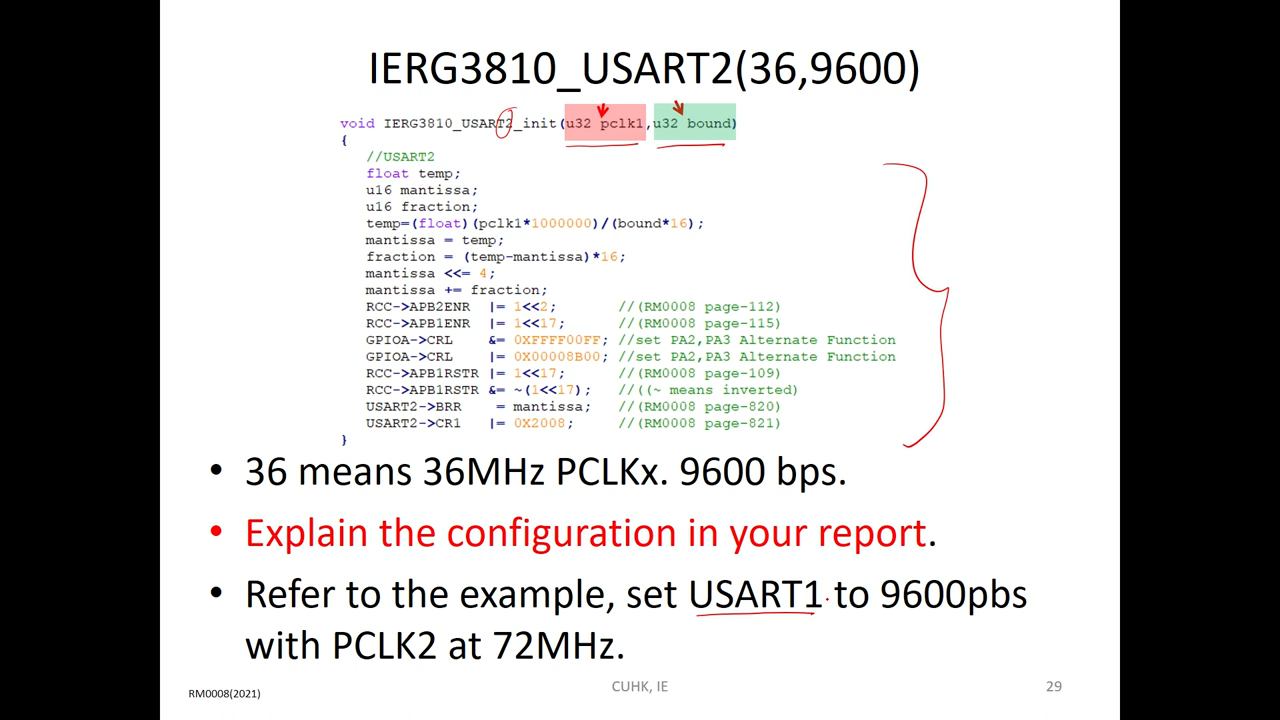 IERG3810_USART2(36,9600)
void IERG3810_USART2_init(u32 pclk1,u32 bound)
{
//USART2
float temp;
u16 mantissa;
u16 fraction;
temp=(float)(pclk1*1000000)/(bound*16);
mantissa = temp;
fraction = (temp-mantissa)*16;
mantissa <<= 4;
mantissa += fraction;
RCC->APB2ENR |= 1<<2; //(RM0008 page-112)
RCC->APB1ENR |= 1<<17; //(RM0008 page-115)
GPIOA->CRL &= 0XFFFF00FF; //set PA2,PA3 Alternate Function
GPIOA->CRL |= 0X00008B00; //set PA2,PA3 Alternate Function
RCC->APB1RSTR |= 1<<17; //(RM0008 page-109)
RCC->APB1RSTR &= ~(1<<17); //((~ means inverted)
USART2->BRR = mantissa; //(RM0008 page-820)
USART2->CR1 |= 0X2008; //(RM0008 page-821)
}
• 36 means 36MHz PCLKx. 9600 bps.
• Explain the configuration in your report.
• Refer to the example, set USART1 to 9600pbs
with PCLK2 at 72MHz.
RM0008(2021)
CUHK, IE
29